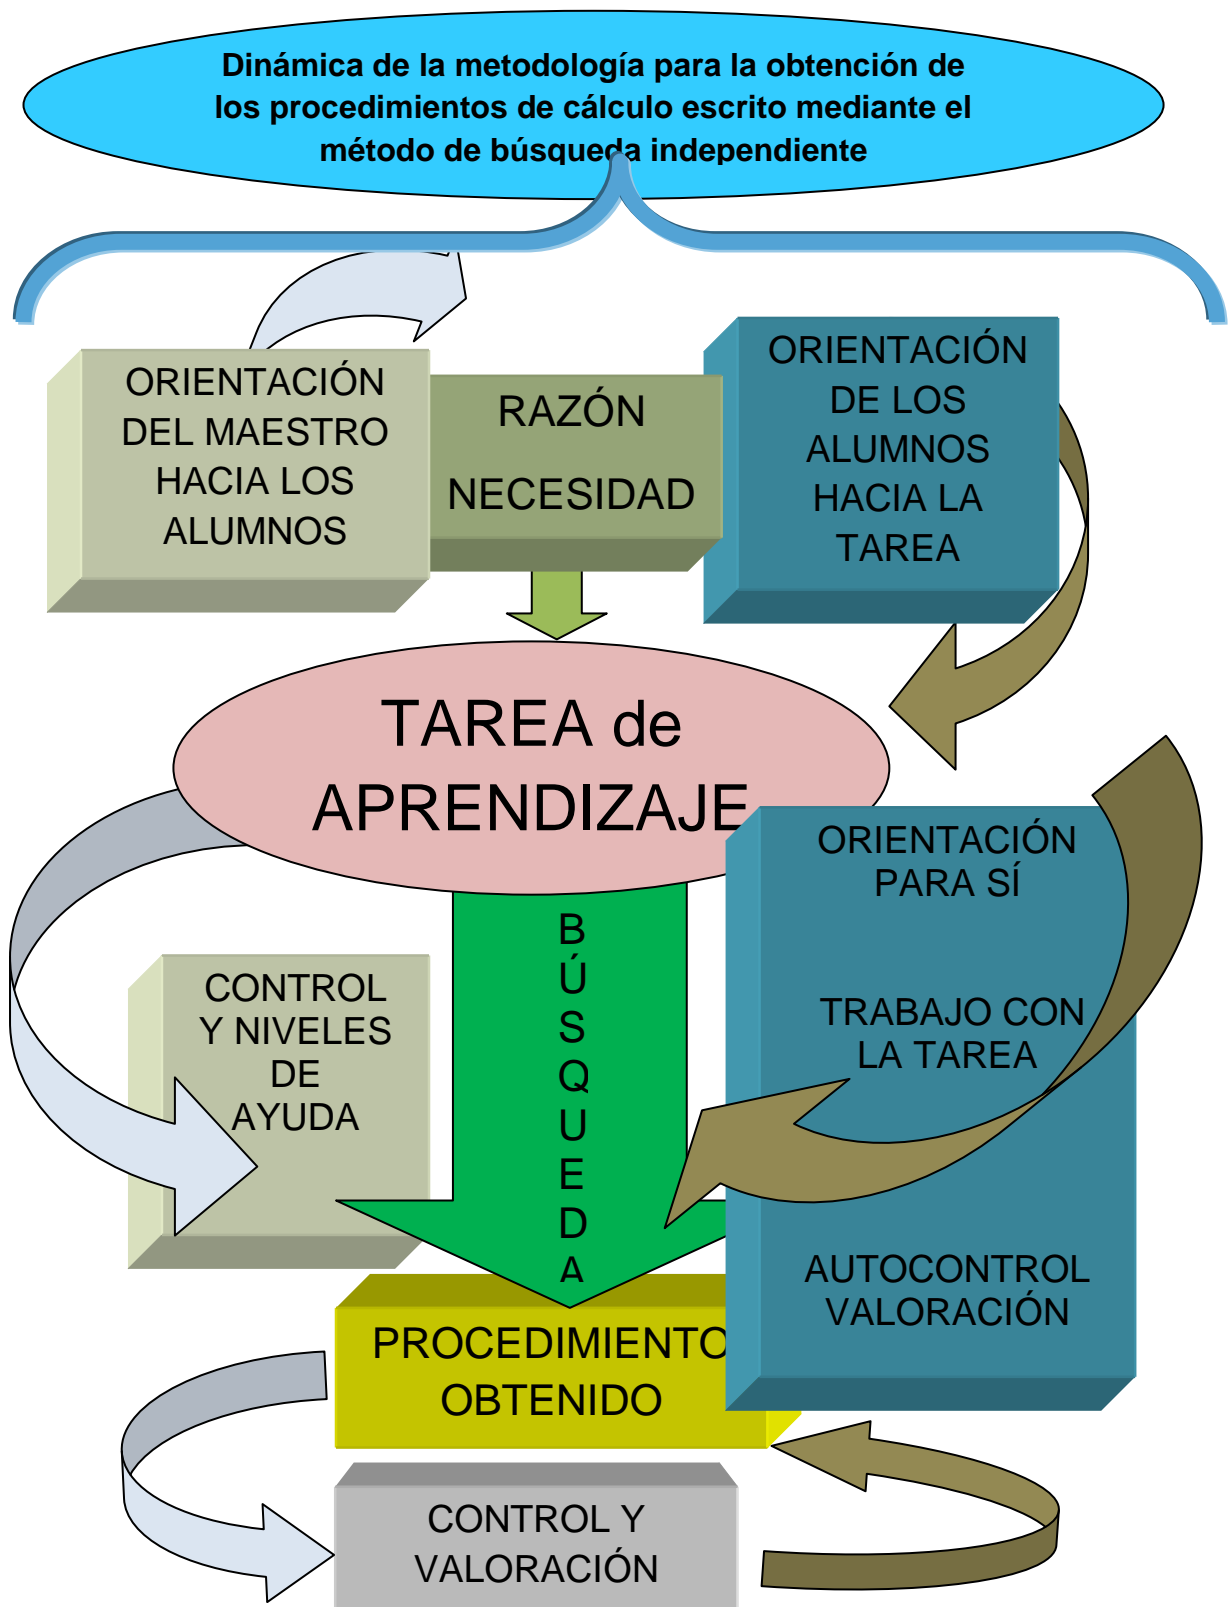 Dinámica de la metodología para la obtención de
los procedimientos de cálculo escrito mediante el
método de búsqueda independiente
ORIENTACIÓN
DEL MAESTRO
HACIA LOS
ALUMNOS
RAZÓN
NECESIDAD
ORIENTACIÓN
DE LOS
ALUMNOS
HACIA LA
TAREA
TAREA de
APRENDIZAJE
B
Ú
S
Q
U
E
D
A
CONTROL
Y NIVELES
DE
AYUDA
ORIENTACIÓN
PARA SÍ
TRABAJO CON
LA TAREA
AUTOCONTROL
VALORACIÓN
PROCEDIMIENTO
OBTENIDO
CONTROL Y
VALORACIÓN